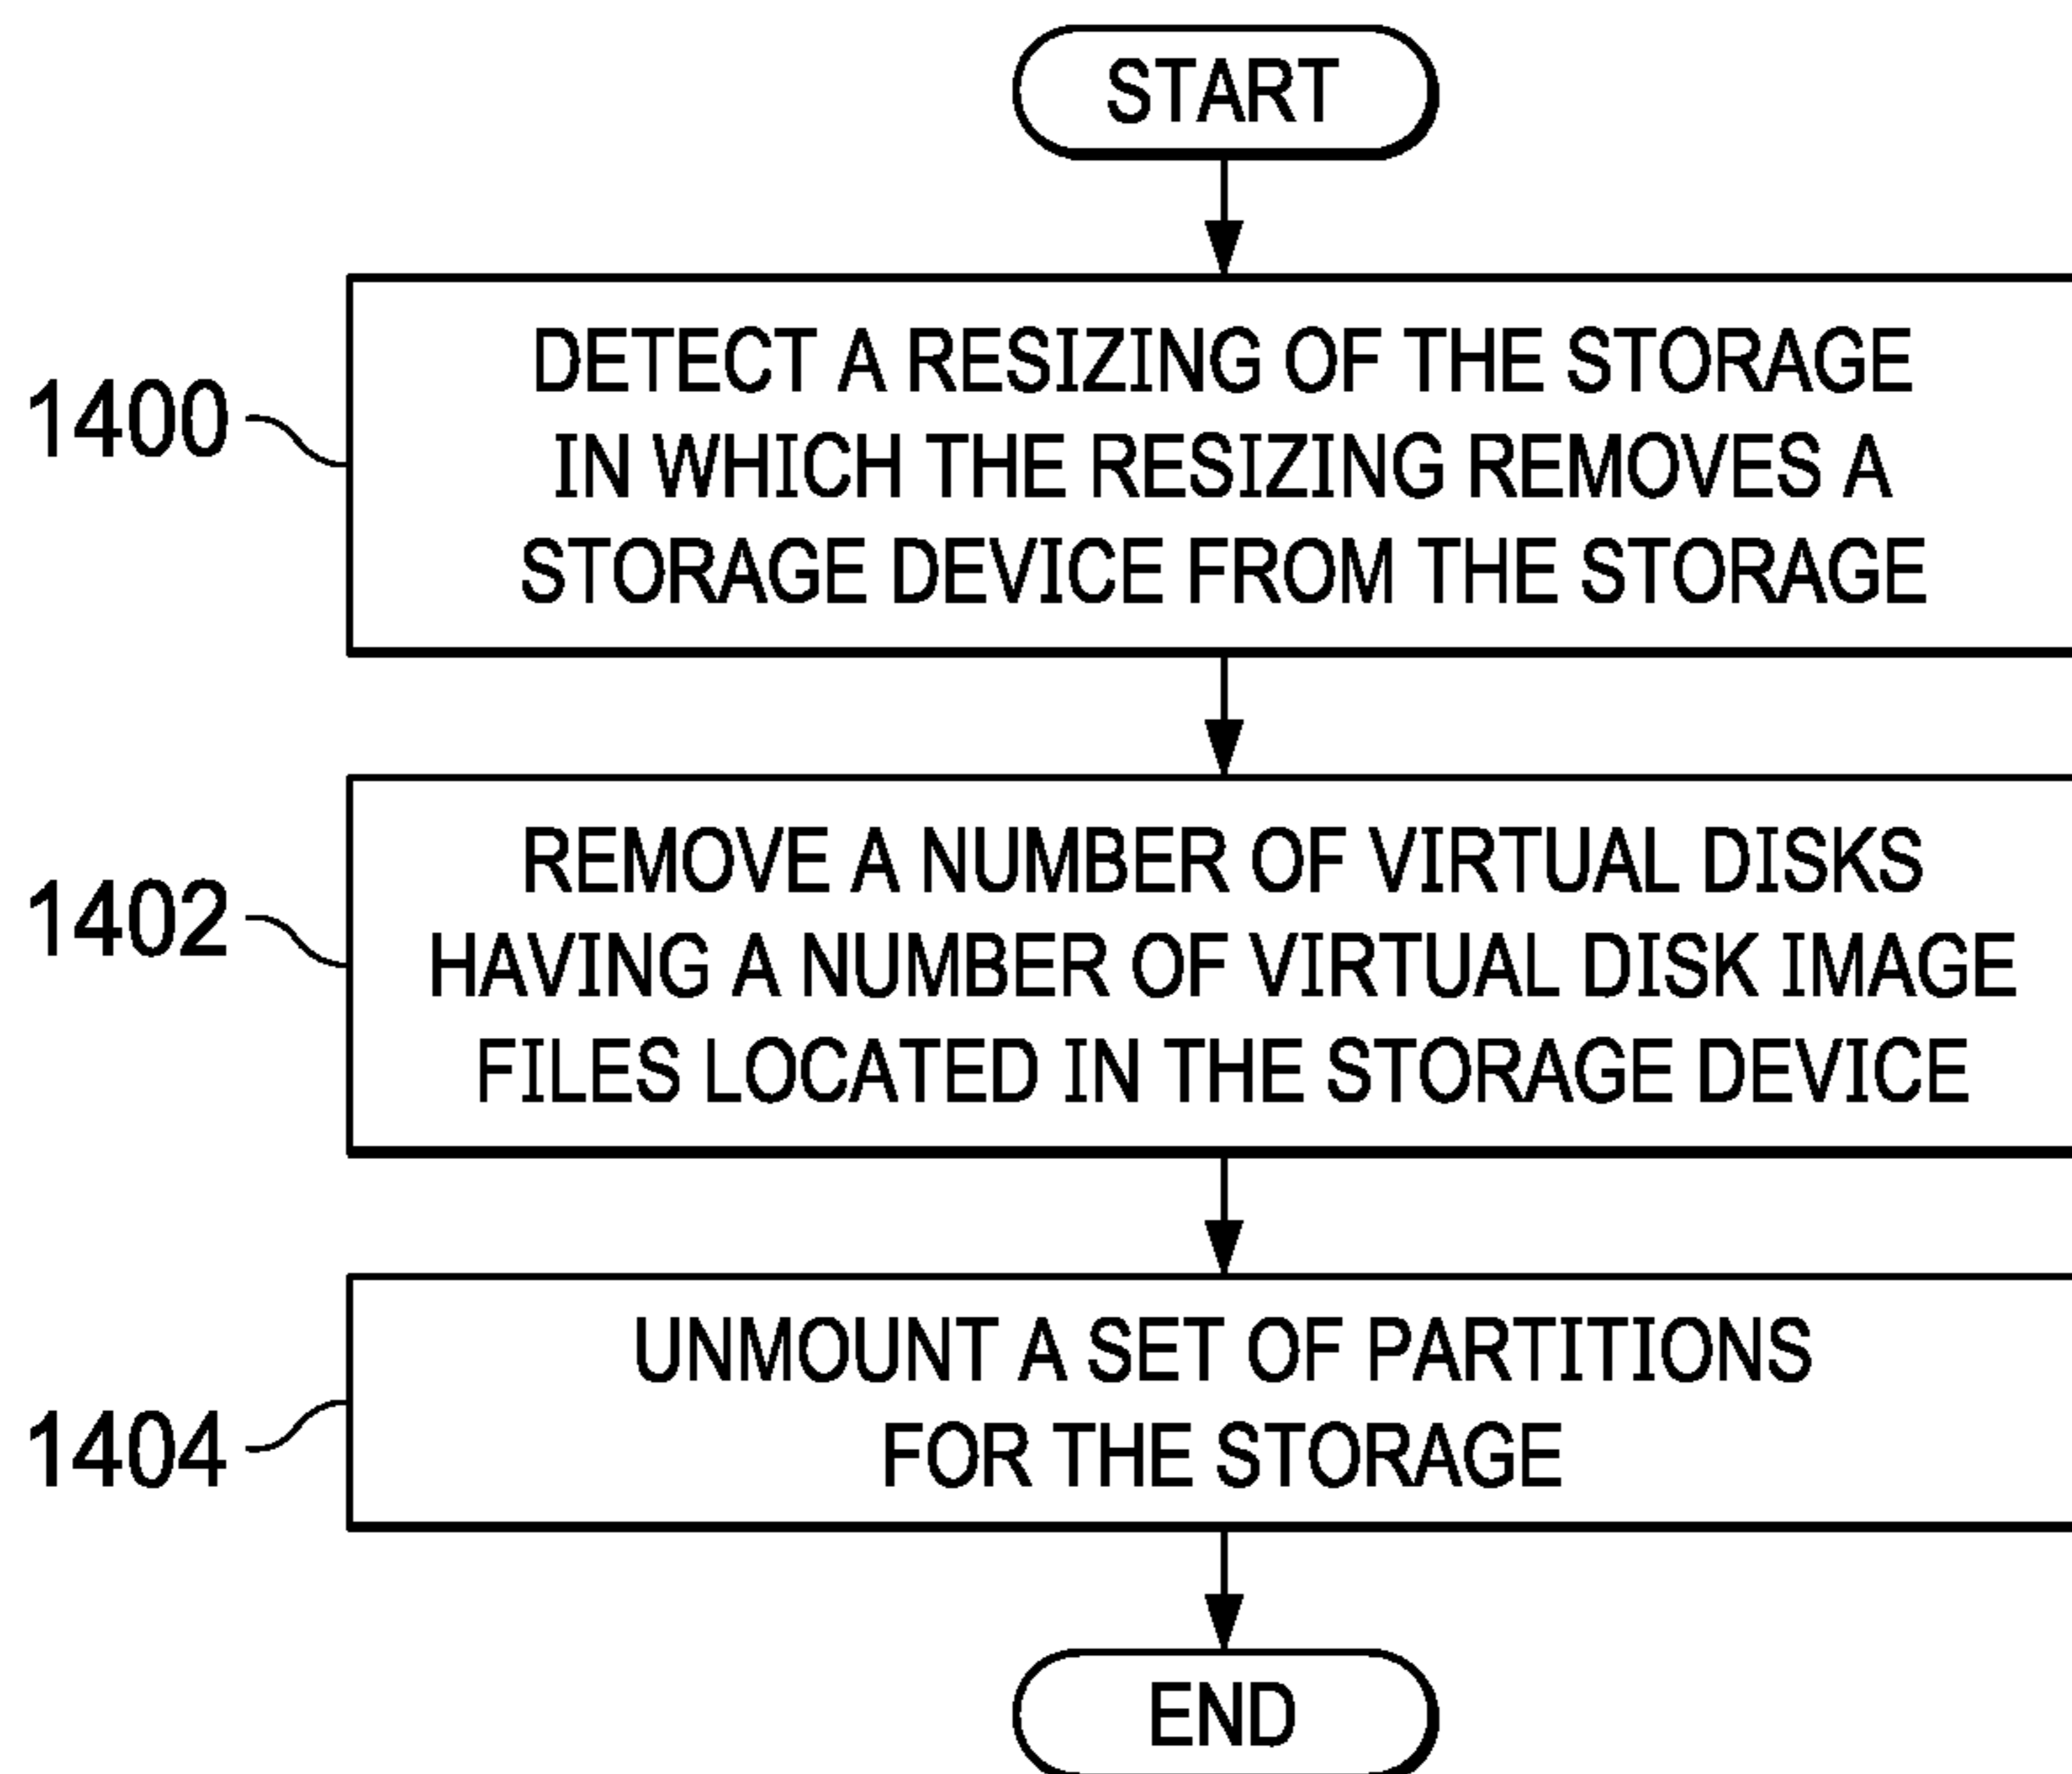 START
1400
DETECT A RESIZING OF THE STORAGE
IN WHICH THE RESIZING REMOVES A
STORAGE DEVICE FROM THE STORAGE
1402
REMOVE A NUMBER OF VIRTUAL DISKS
HAVING A NUMBER OF VIRTUAL DISK IMAGE
FILES LOCATED IN THE STORAGE DEVICE
1404
UNMOUNT A SET OF PARTITIONS
FOR THE STORAGE
END